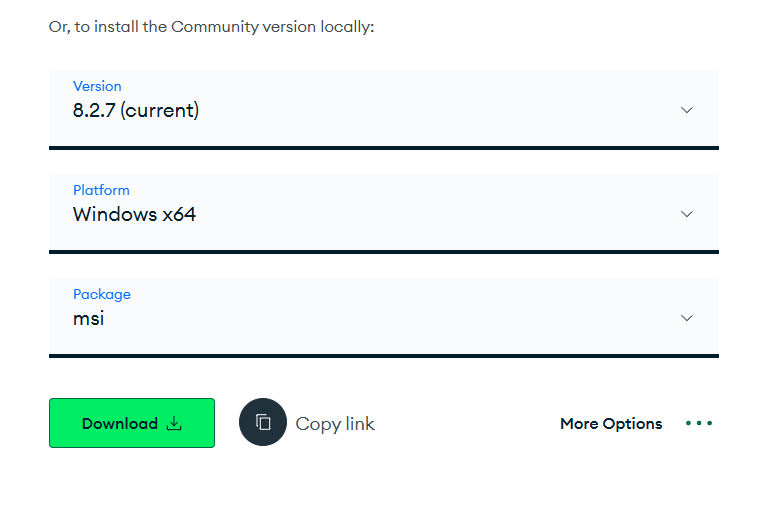 Or, to install the Community version locally:
Version
8.2.7 (current)
Platform
Windows x64
Package
msi
Download
Copy link
More Options